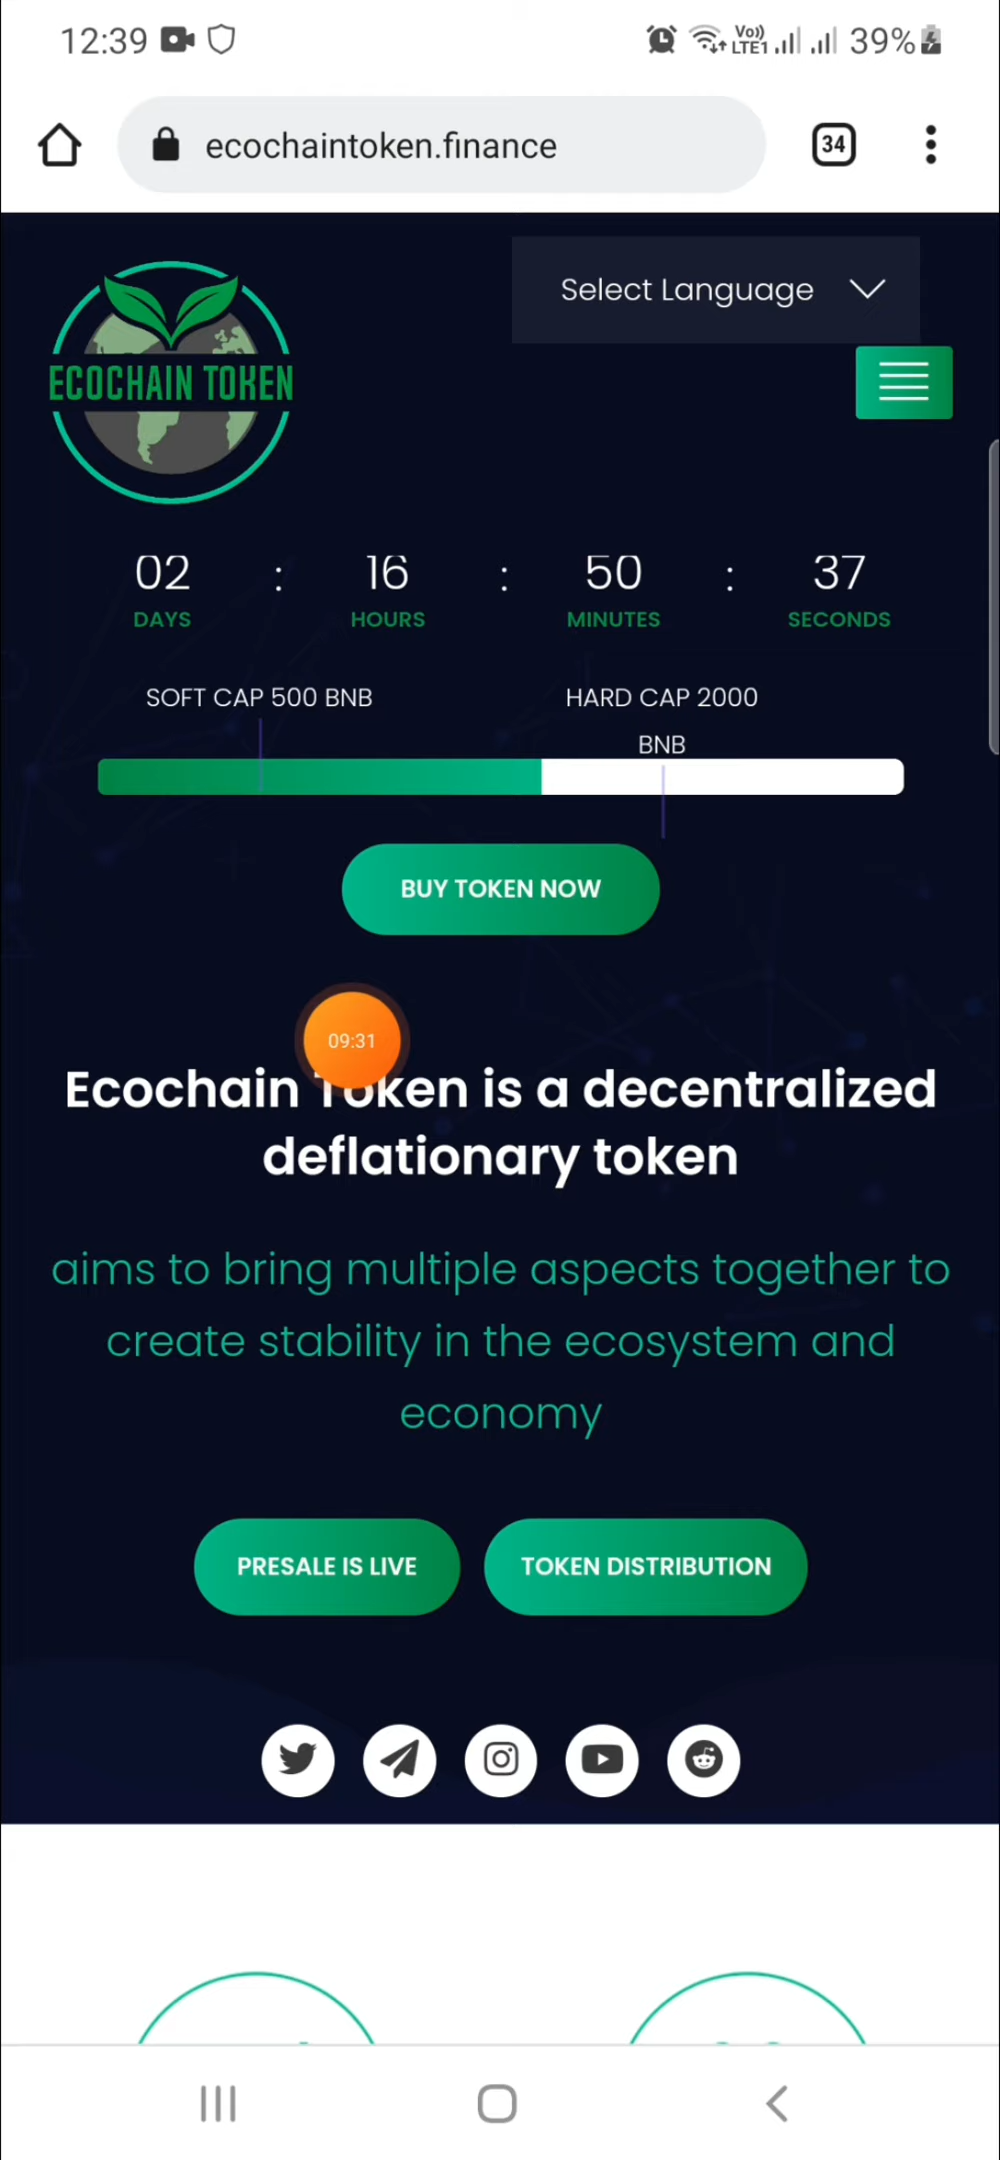 12:39
Vo))
LTE1
39%
ecochaintoken.finance
34
Select Language
ECOCHAIN TOKEN
02 : 16 : 50 : 37
DAYS HOURS MINUTES SECONDS
SOFT CAP 500 BNB
HARD CAP 2000
BNB
BUY TOKEN NOW
09:31
Ecochain Token is a decentralized
deflationary token
aims to bring multiple aspects together to
create stability in the ecosystem and
economy
PRESALE IS LIVE
TOKEN DISTRIBUTION